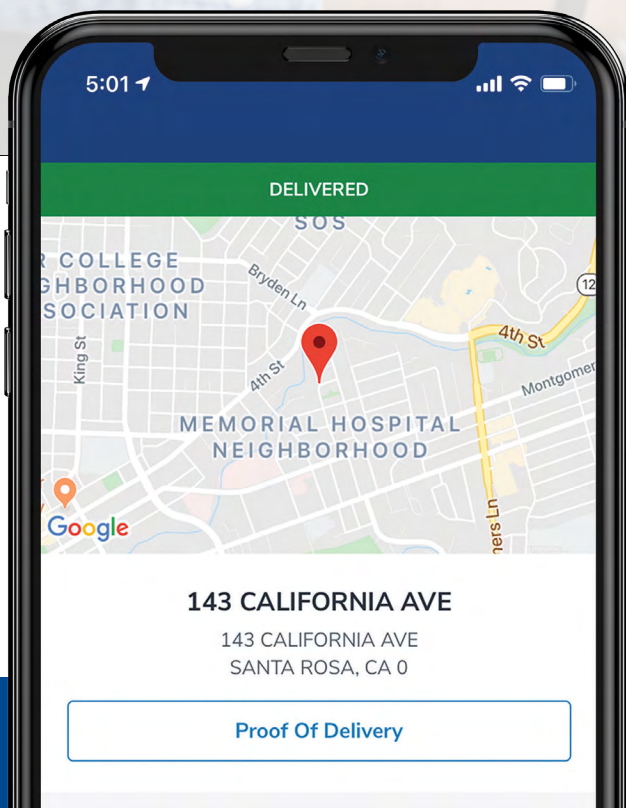 5:01
DELIVERED
SOS
COLLEGE
GHBORHOOD
SOCIATION
Bryden Ln
12
King St
4th St
4th St
Montgomer
MEMORIAL HOSPITAL
NEIGHBORHOOD
ners Ln
Google
143 CALIFORNIA AVE
143 CALIFORNIA AVE
SANTA ROSA, CA 0
Proof Of Delivery